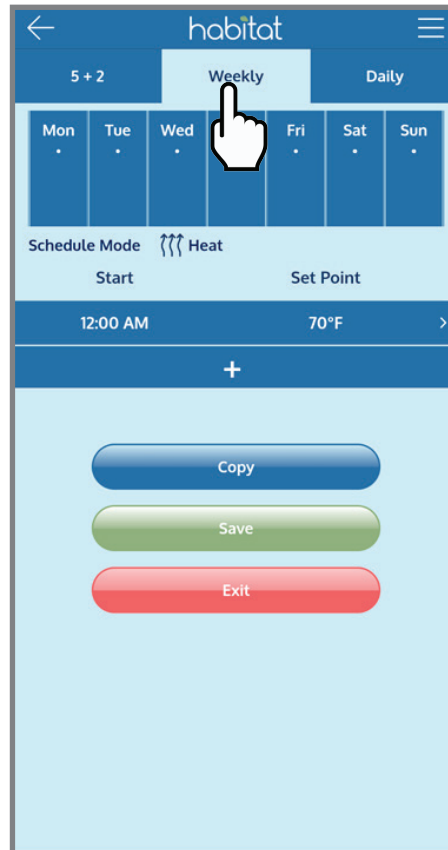 habitat
5 + 2 Weekly Daily
Mon Tue Wed Fri Sat Sun
Schedule Mode Heat
Start Set Point
12:00 AM 70°F >
+
Copy
Save
Exit